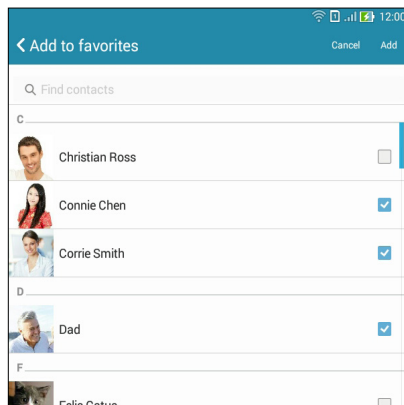 12:00
Add to favorites
Cancel Add
Find contacts
C
Christian Ross
Connie Chen
Corrie Smith
D
Dad
F